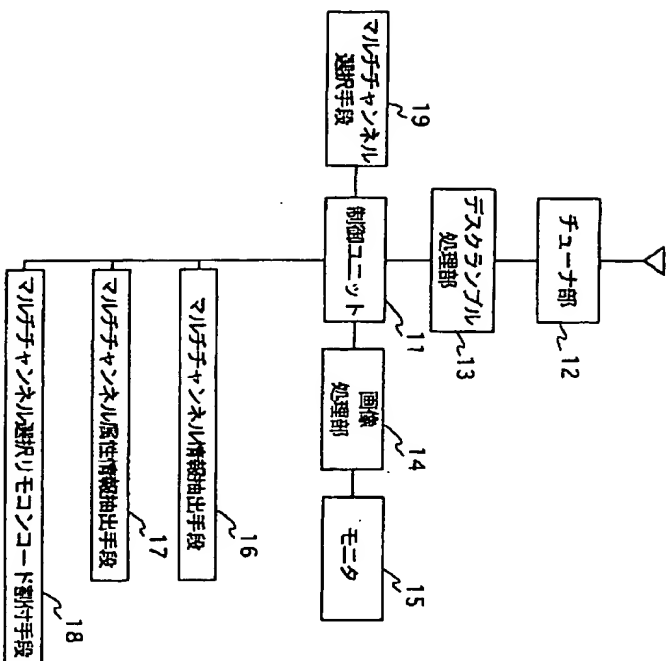 チューナ部
12
デスクランブル
処理部
13
マルチチャンネル
選択手段
19
制御ユニット
11
画像
処理部
14
モニタ
15
マルチチャンネル情報抽出手段
16
マルチチャンネル属性情報抽出手段
17
マルチチャンネル選択リモコンコード割付手段
18